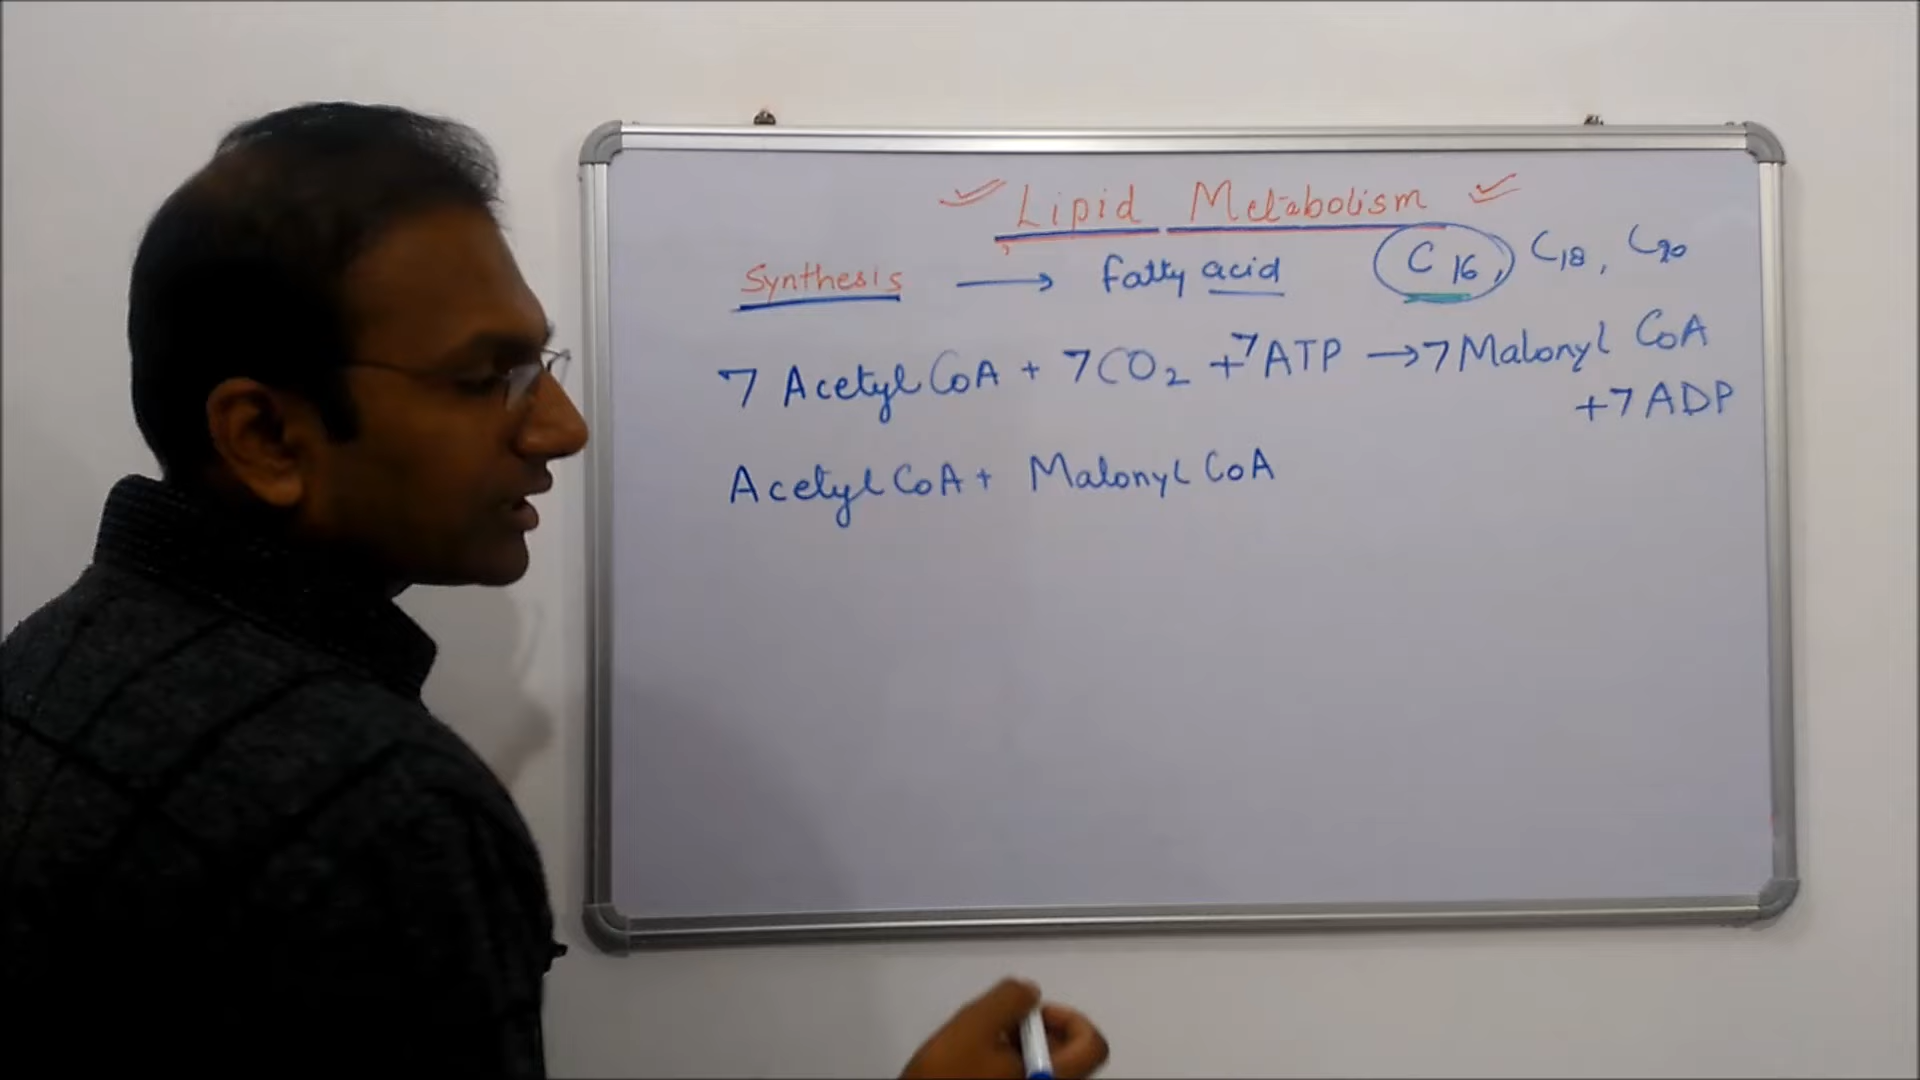 Lipid Metabolism
Synthesis → Fatty acid C16, C18, C20
7 Acetyl CoA + 7CO2 + 7ATP → 7 Malonyl CoA
+ 7 ADP
Acetyl CoA + Malonyl CoA